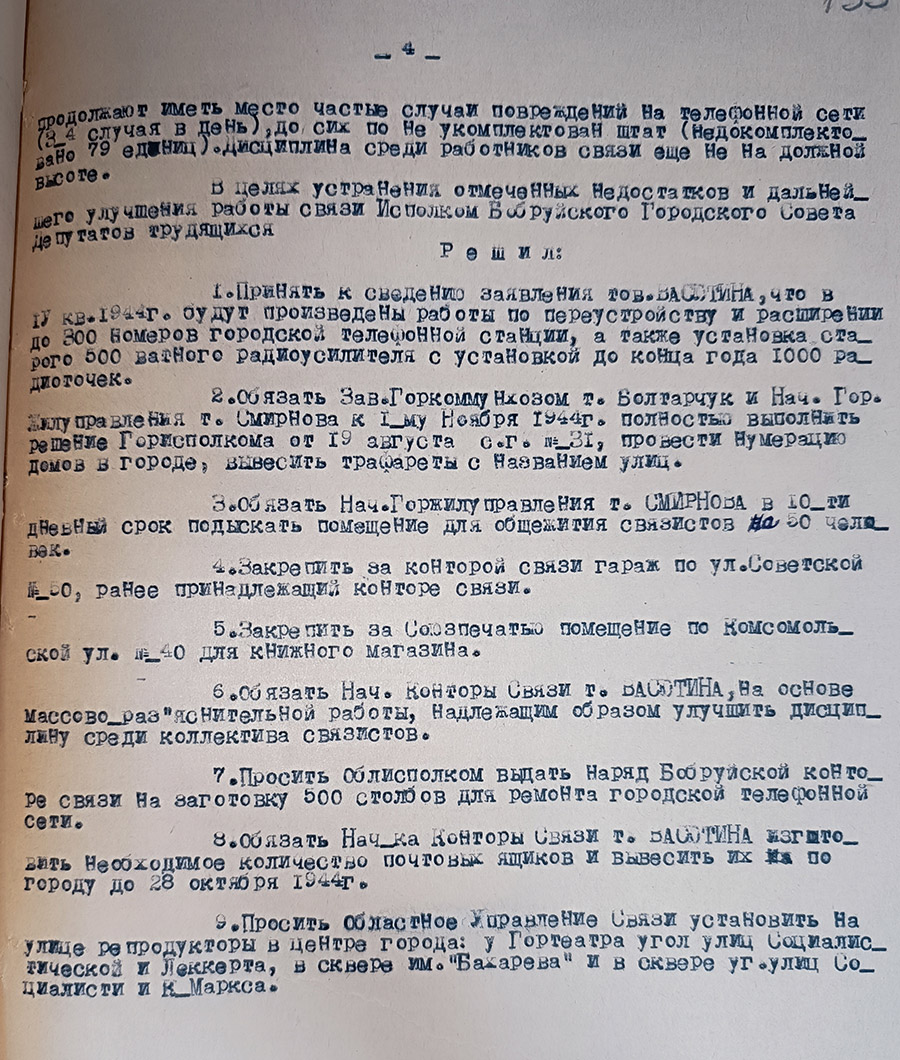 _ 4 _
продолжают иметь место частые случаи повреждений на телефонной сети
(3_4 случая в день),до сих по не укомплектован штат (недокомплекто_
вано 79 единиц).Дисциплина среди работников связи еще не на должной
высоте.
В целях устранения отмеченных недостатков и дальней_
шего улучшения работы связи Исполком Бобруйского Городского Совета
Депутатов трудящихся
Р е ш и л:
1.Принять к сведению заявления тов.ВАСЮТИНА,что в
IУ кв.1944г. будут произведены работы по переустройству и расширении
до 300 номеров городской телефонной станции, а также установка ста_
рого 500 ватного радиоусилителя с установкой до конца года 1000 ра_
диоточек.
2.Обязать Зав.Горкоммунхозом т. Болтарчук и Нач. Гор.
жилуправления т. Смирнова к 1_му Ноября 1944г. полностью выполнить
решение Горисполкома от 19 августа с.г. №_31, провести нумерацию
домов в городе, вывесить трафареты с названием улиц.
3.Обязать Нач.Горжилуправления т. СМИРНОВА в 10_ти
дневный срок подыскать помещение для общежития связистов на 50 чело_
век.
4.Закрепить за конторой связи гараж по ул.Советской
№_50, ранее принадлежащий конторе связи.
5.Закрепить за Союзпечатью помещение по Комсомоль_
ской ул. №_40 для книжного магазина.
6.Обязать Нач. Конторы Связи т. ВАСЮТИНА,на основе
массово_раз"яснительной работы, надлежащим образом улучшить дисцип_
лину среди коллектива связистов.
7.Просить Облисполком выдать наряд Бобруйской конто_
ре связи на заготовку 500 столбов для ремонта городской телефонной
сети.
8.Обязать Нач_ка Конторы Связи т. ВАСЮТИНА изгото_
вить необходимое количество почтовых ящиков и вывесить их по
городу до 28 октября 1944г.
9.Просить Областное Управление Связи установить на
улице репродукторы в центре города: у Гортеатра угол улиц Социалис_
тической и Леккерта, в сквере им."Бахарева" и в сквере уг.улиц Со_
циалисти и К_Маркса.